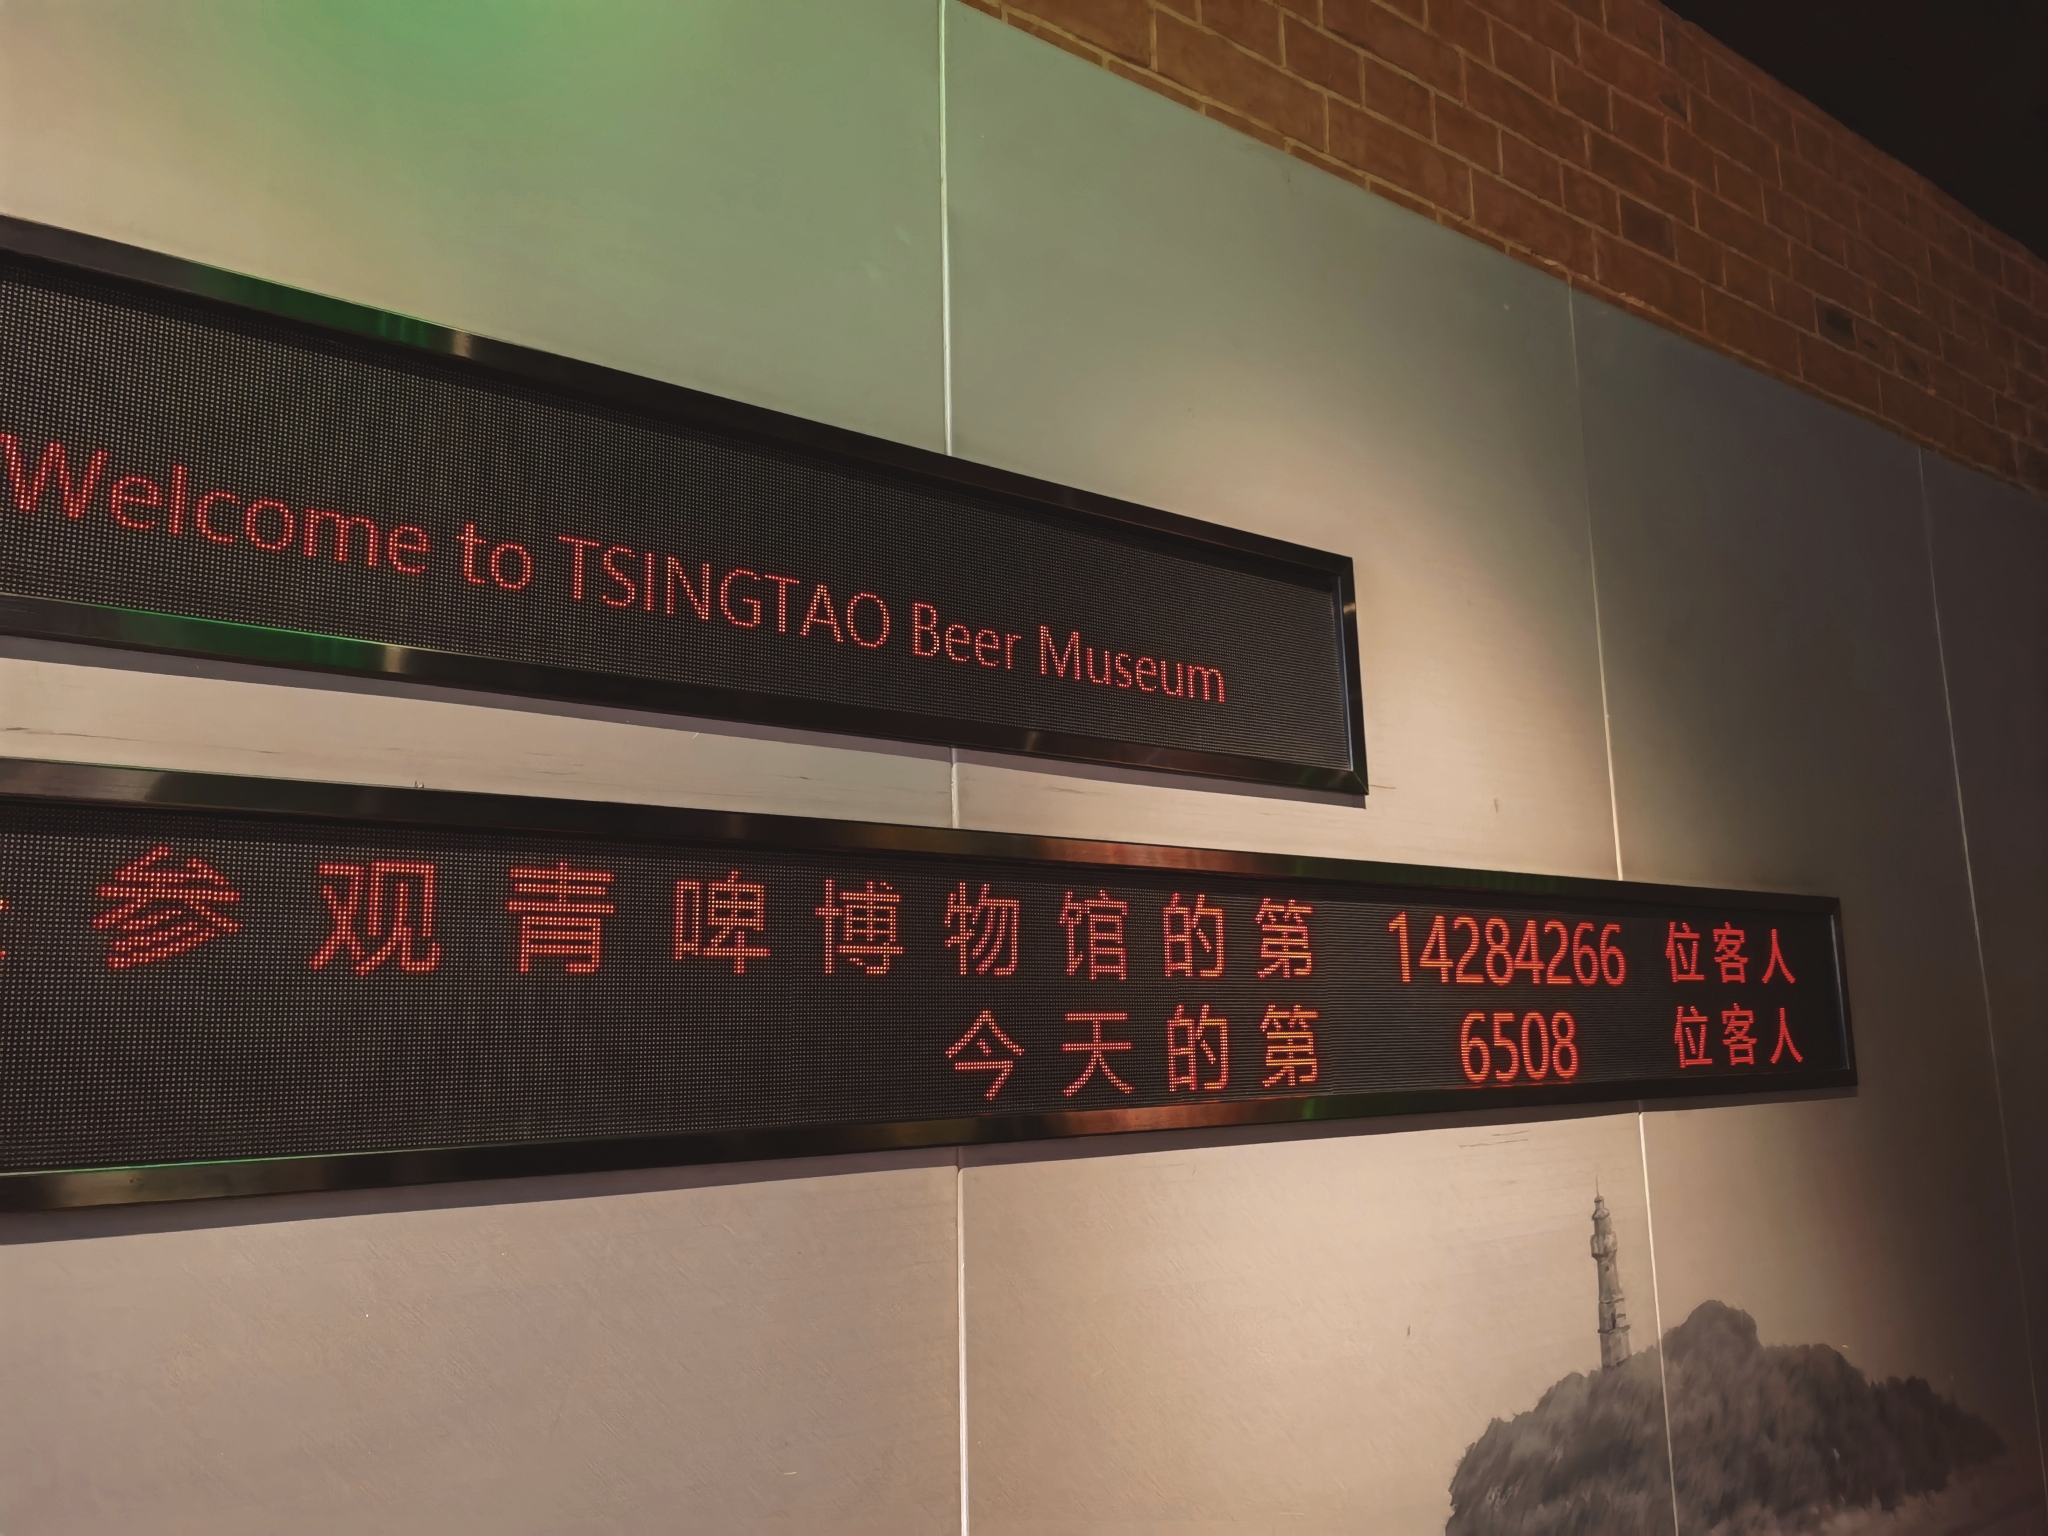 Welcome to TSINGTAO Beer Museum
参观青啤博物馆的第 14284266 位客人
今天的第 6508 位客人